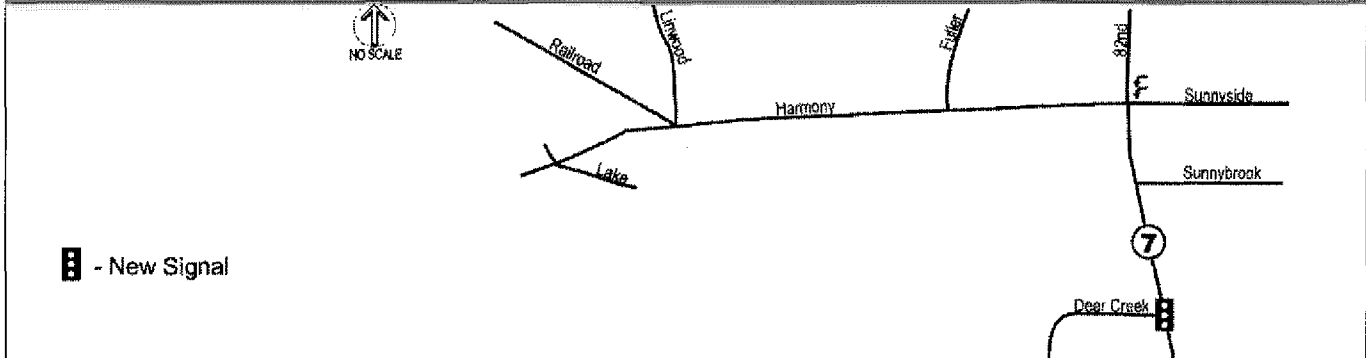 NO SCALE
Railroad
Linwood
Fuller
82nd
Harmony
Sunnyside
Lake
Sunnybrook
7
- New Signal
Deer Creek